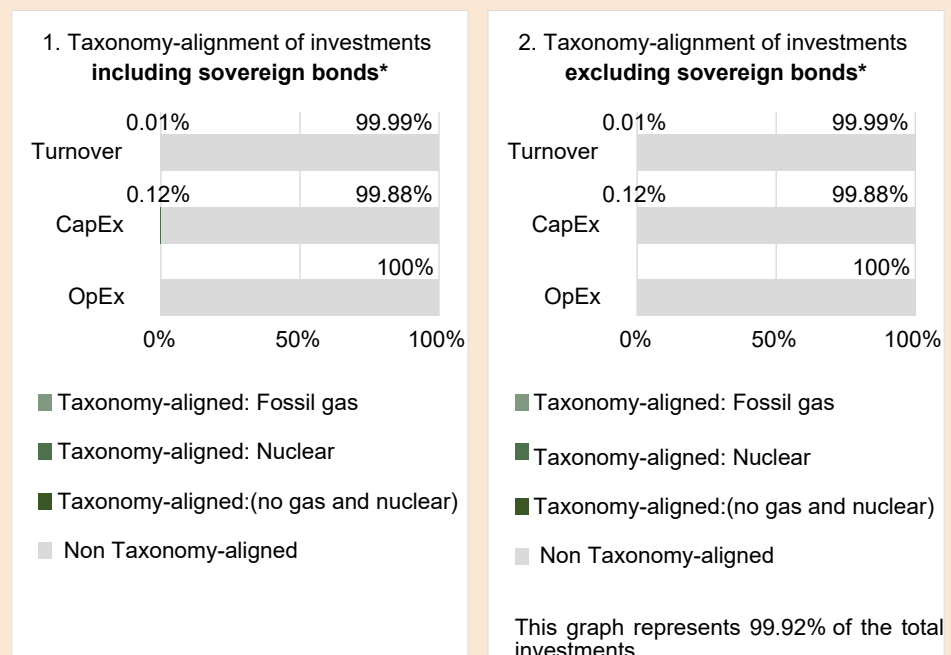 1. Taxonomy-alignment of investments
including sovereign bonds*
0.01% 99.99%
Turnover
0.12% 99.88%
CapEx
100%
OpEx
0% 50% 100%
Taxonomy-aligned: Fossil gas
Taxonomy-aligned: Nuclear
Taxonomy-aligned:(no gas and nuclear)
Non Taxonomy-aligned
2. Taxonomy-alignment of investments
excluding sovereign bonds*
0.01% 99.99%
Turnover
0.12% 99.88%
CapEx
100%
OpEx
0% 50% 100%
Taxonomy-aligned: Fossil gas
Taxonomy-aligned: Nuclear
Taxonomy-aligned:(no gas and nuclear)
Non Taxonomy-aligned
This graph represents 99.92% of the total
investments